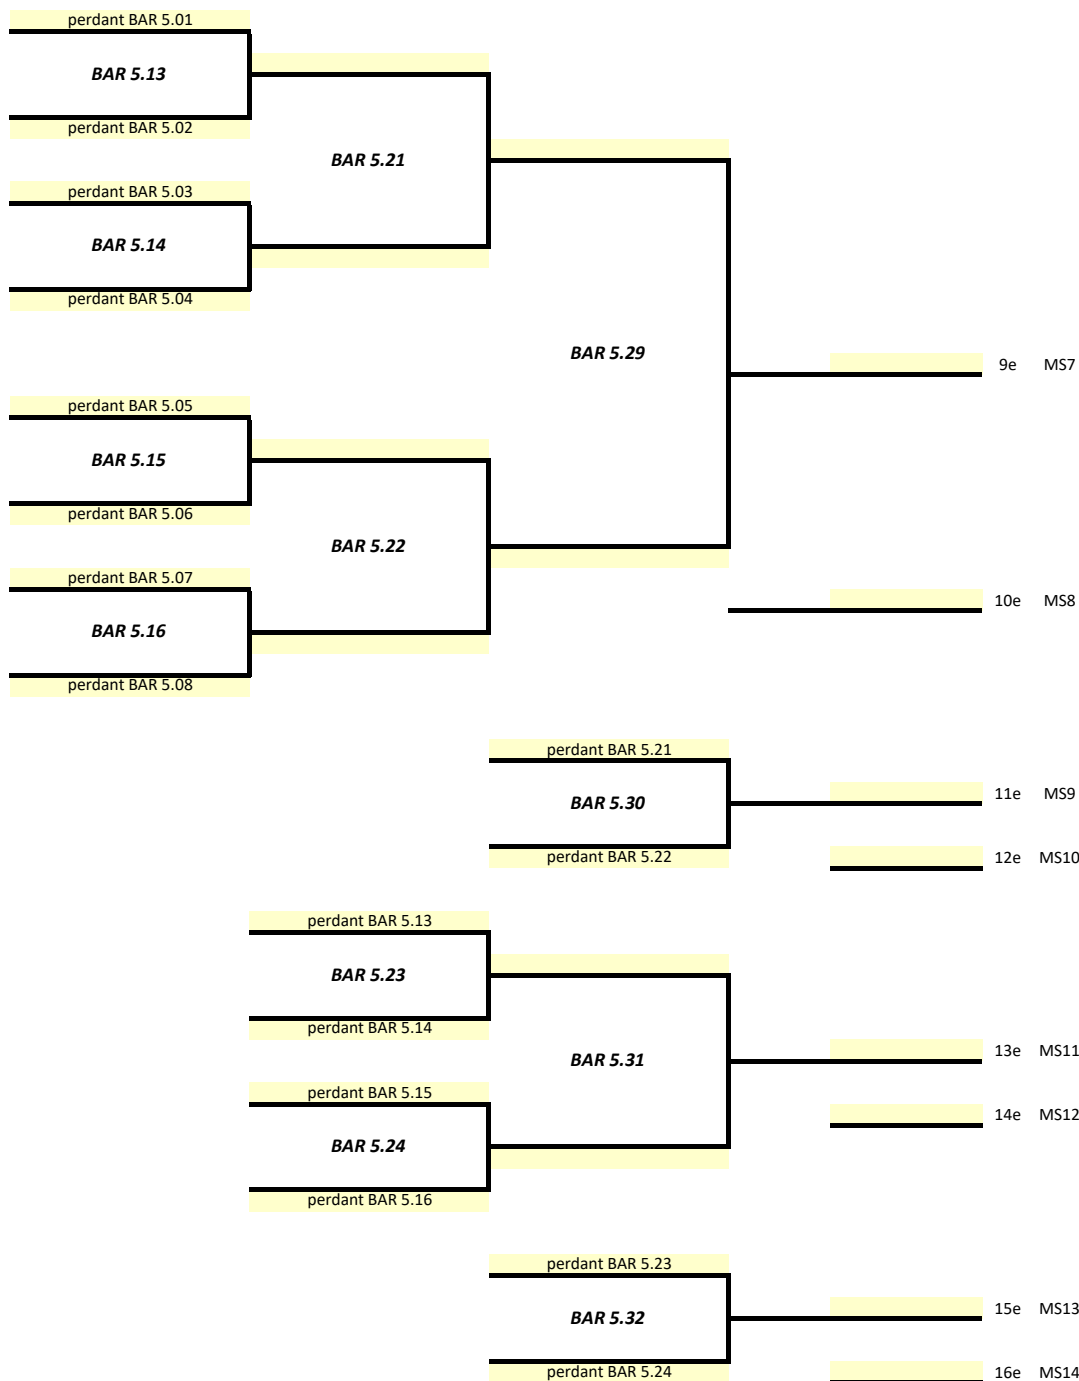 perdant BAR 5.01
BAR 5.13
perdant BAR 5.02
BAR 5.21
perdant BAR 5.03
BAR 5.14
perdant BAR 5.04
BAR 5.29
9e MS7
perdant BAR 5.05
BAR 5.15
perdant BAR 5.06
BAR 5.22
perdant BAR 5.07
10e MS8
BAR 5.16
perdant BAR 5.08
perdant BAR 5.21
BAR 5.30
11e MS9
perdant BAR 5.22
12e MS10
perdant BAR 5.13
BAR 5.23
perdant BAR 5.14
BAR 5.31
13e MS11
perdant BAR 5.15
14e MS12
BAR 5.24
perdant BAR 5.16
perdant BAR 5.23
BAR 5.32
15e MS13
perdant BAR 5.24
16e MS14